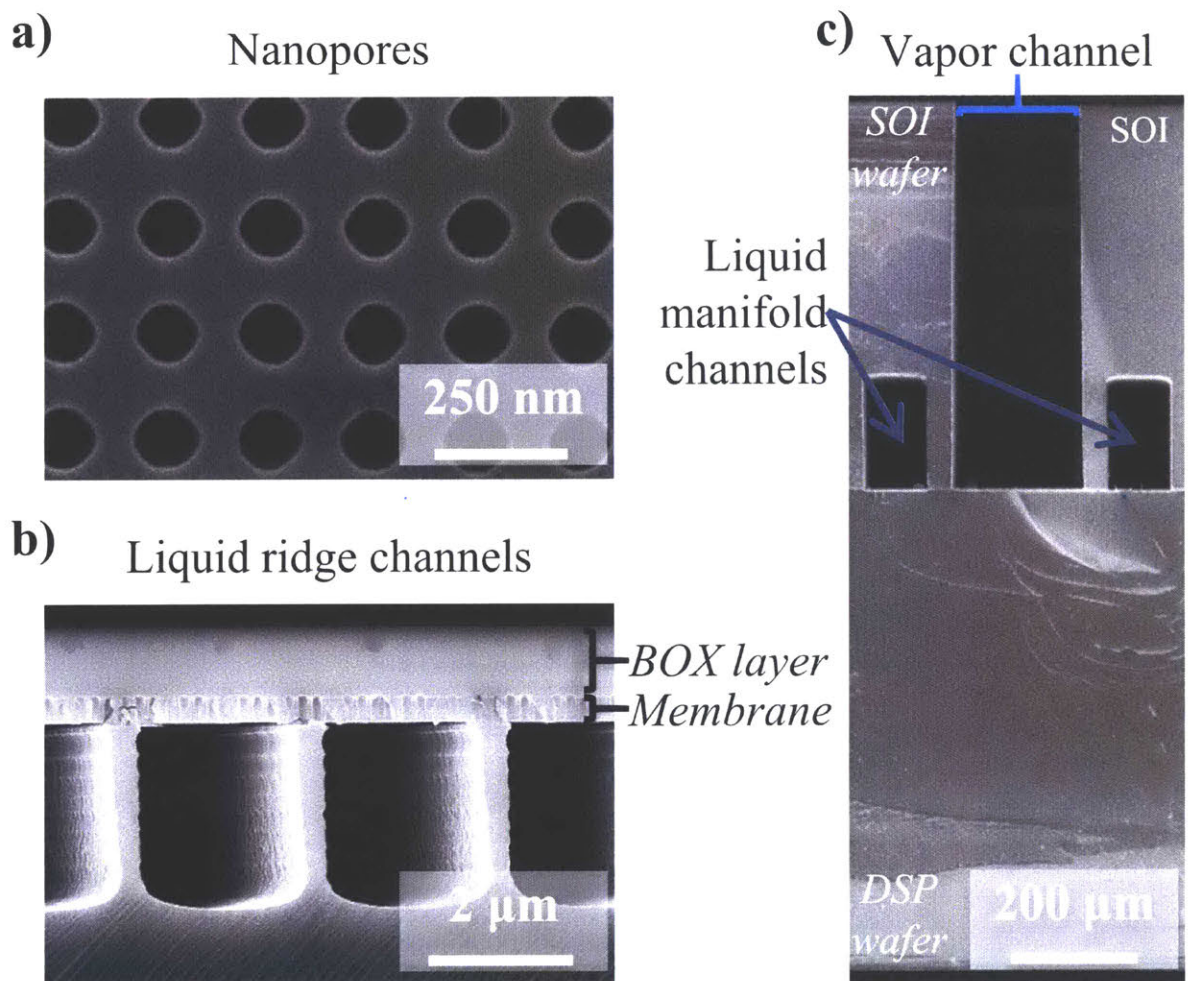 a)
Nanopores
250 nm
b)
Liquid ridge channels
BOX layer
Membrane
2 μm
c)
Vapor channel
SOI
wafer
SOI
Liquid
manifold
channels
DSP
wafer
200 μm